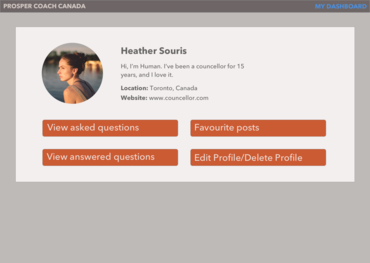 PROSPER COACH CANADA
MY DASHBOARD
Heather Souris
Hi, I'm Human. I've been a councellor for 15
years, and I love it.
Location: Toronto, Canada
Website: www.councellor.com
View asked questions
Favourite posts
View answered questions
Edit Profile/Delete Profile